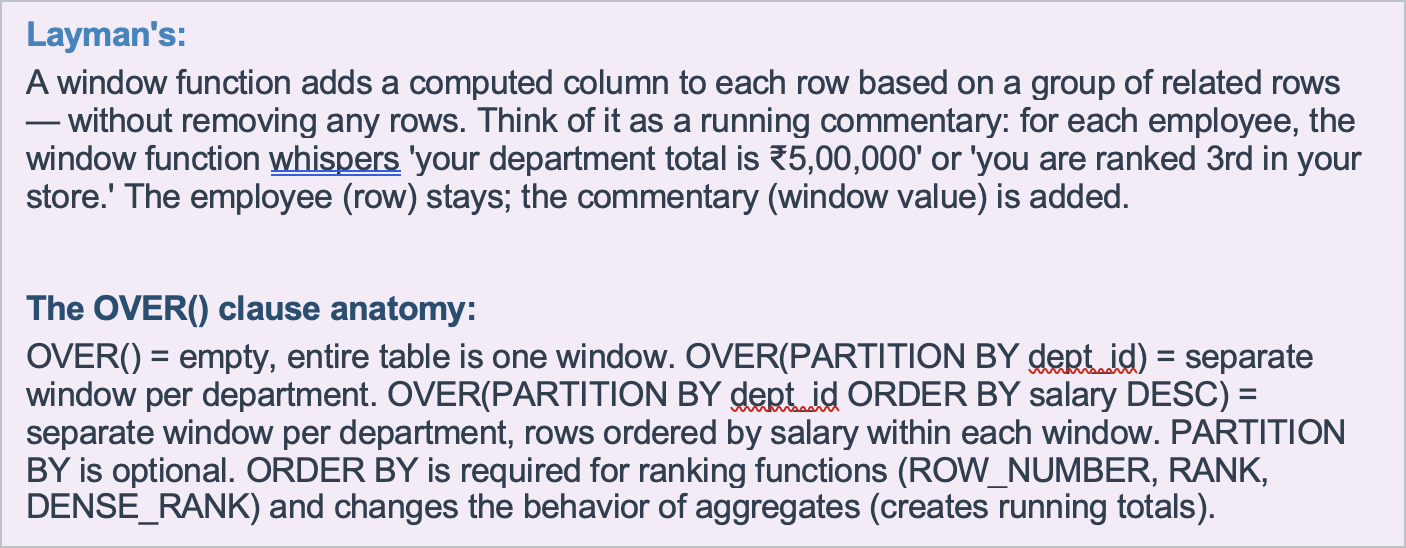 Layman's:
A window function adds a computed column to each row based on a group of related rows
— without removing any rows. Think of it as a running commentary: for each employee, the
window function whispers 'your department total is ₹5,00,000' or 'you are ranked 3rd in your
store.' The employee (row) stays; the commentary (window value) is added.
The OVER() clause anatomy:
OVER() = empty, entire table is one window. OVER(PARTITION BY dept_id) = separate
window per department. OVER(PARTITION BY dept_id ORDER BY salary DESC) =
separate window per department, rows ordered by salary within each window. PARTITION
BY is optional. ORDER BY is required for ranking functions (ROW_NUMBER, RANK,
DENSE_RANK) and changes the behavior of aggregates (creates running totals).